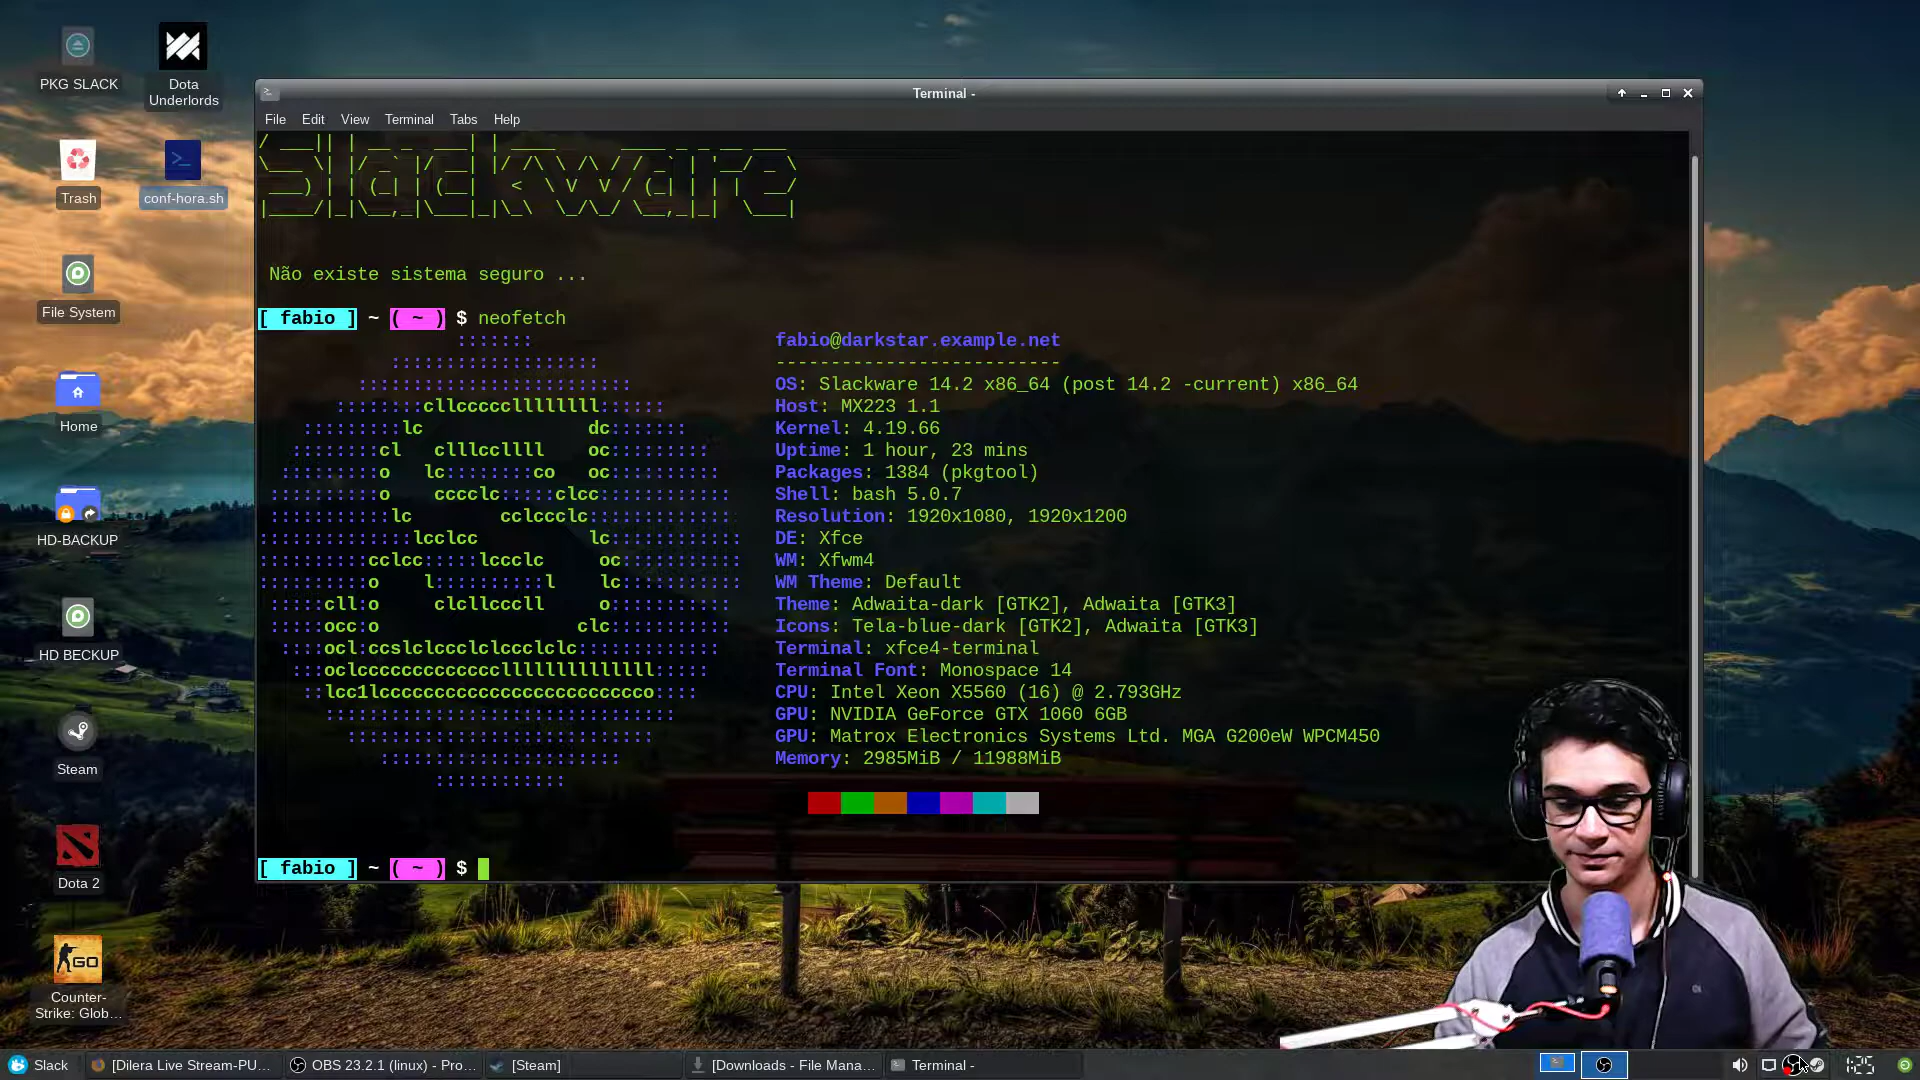 PKG SLACK
Dota
Underlords
Trash
conf-hora.sh
File System
Home
HD-BACKUP
HD BECKUP
Steam
Dota 2
GO
Counter-
Strike: Glob…
Terminal -
File Edit View Terminal Tabs Help
Slackware
Não existe sistema seguro ...
[ fabio ] ~ ( ~ ) $ neofetch
fabio@darkstar.example.net
--------------------------
OS: Slackware 14.2 x86_64 (post 14.2 -current) x86_64
Host: MX223 1.1
Kernel: 4.19.66
Uptime: 1 hour, 23 mins
Packages: 1384 (pkgtool)
Shell: bash 5.0.7
Resolution: 1920x1080, 1920x1200
DE: Xfce
WM: Xfwm4
WM Theme: Default
Theme: Adwaita-dark [GTK2], Adwaita [GTK3]
Icons: Tela-blue-dark [GTK2], Adwaita [GTK3]
Terminal: xfce4-terminal
Terminal Font: Monospace 14
CPU: Intel Xeon X5560 (16) @ 2.793GHz
GPU: NVIDIA GeForce GTX 1060 6GB
GPU: Matrox Electronics Systems Ltd. MGA G200eW WPCM450
Memory: 2985MiB / 11988MiB
[ fabio ] ~ ( ~ ) $
Slack
[Dilera Live Stream-PU…
OBS 23.2.1 (linux) - Pro…
[Steam]
[Downloads - File Mana…
Terminal -